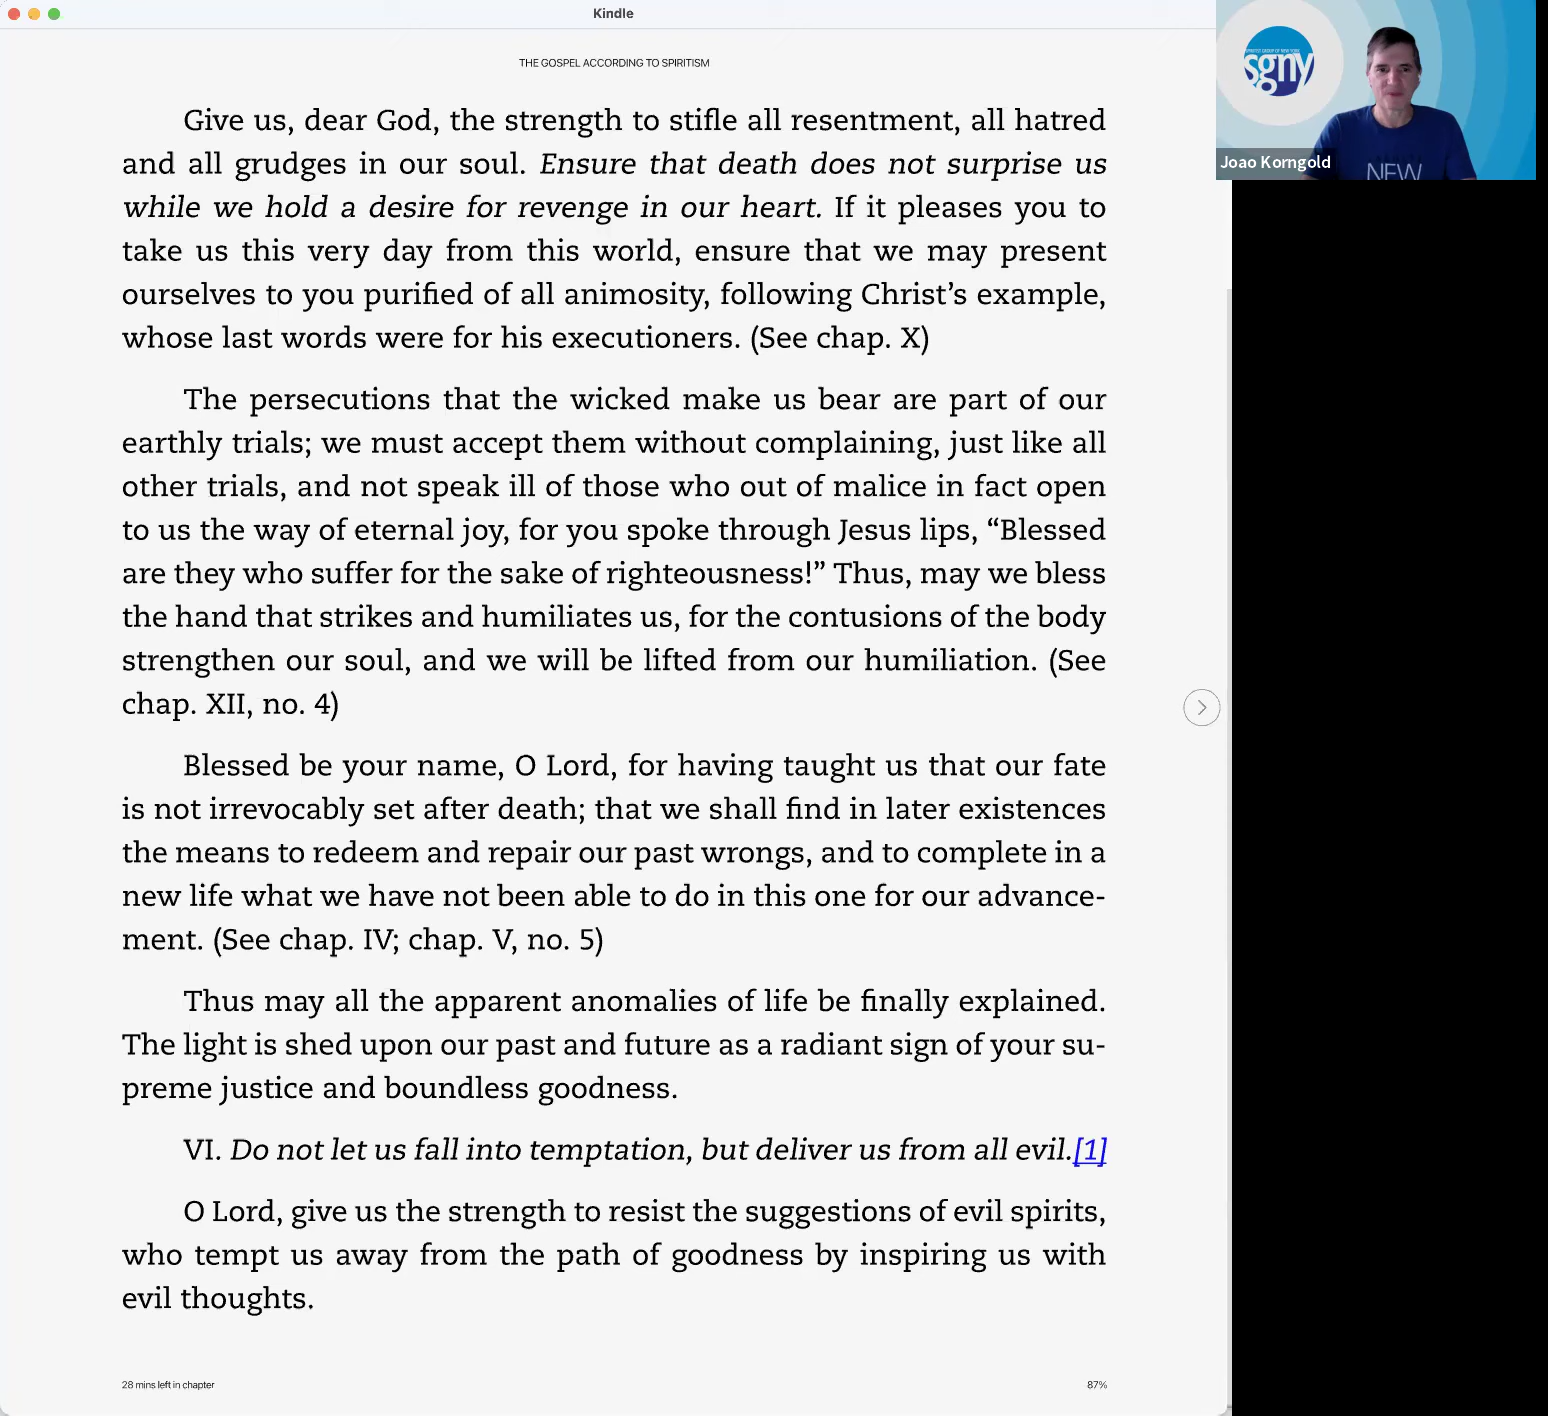 Kindle
THE GOSPEL ACCORDING TO SPIRITISM
Give us, dear God, the strength to stifle all resentment, all hatred
and all grudges in our soul. Ensure that death does not surprise us
while we hold a desire for revenge in our heart. If it pleases you to
take us this very day from this world, ensure that we may present
ourselves to you purified of all animosity, following Christ’s example,
whose last words were for his executioners. (See chap. X)
The persecutions that the wicked make us bear are part of our
earthly trials; we must accept them without complaining, just like all
other trials, and not speak ill of those who out of malice in fact open
to us the way of eternal joy, for you spoke through Jesus lips, “Blessed
are they who suffer for the sake of righteousness!” Thus, may we bless
the hand that strikes and humiliates us, for the contusions of the body
strengthen our soul, and we will be lifted from our humiliation. (See
chap. XII, no. 4)
Blessed be your name, O Lord, for having taught us that our fate
is not irrevocably set after death; that we shall find in later existences
the means to redeem and repair our past wrongs, and to complete in a
new life what we have not been able to do in this one for our advance-
ment. (See chap. IV; chap. V, no. 5)
Thus may all the apparent anomalies of life be finally explained.
The light is shed upon our past and future as a radiant sign of your su-
preme justice and boundless goodness.
VI. Do not let us fall into temptation, but deliver us from all evil.[1]
O Lord, give us the strength to resist the suggestions of evil spirits,
who tempt us away from the path of goodness by inspiring us with
evil thoughts.
28 mins left in chapter
87%
SPIRITIST GROUP OF NEW YORK
sgny
NEW
Joao Korngold